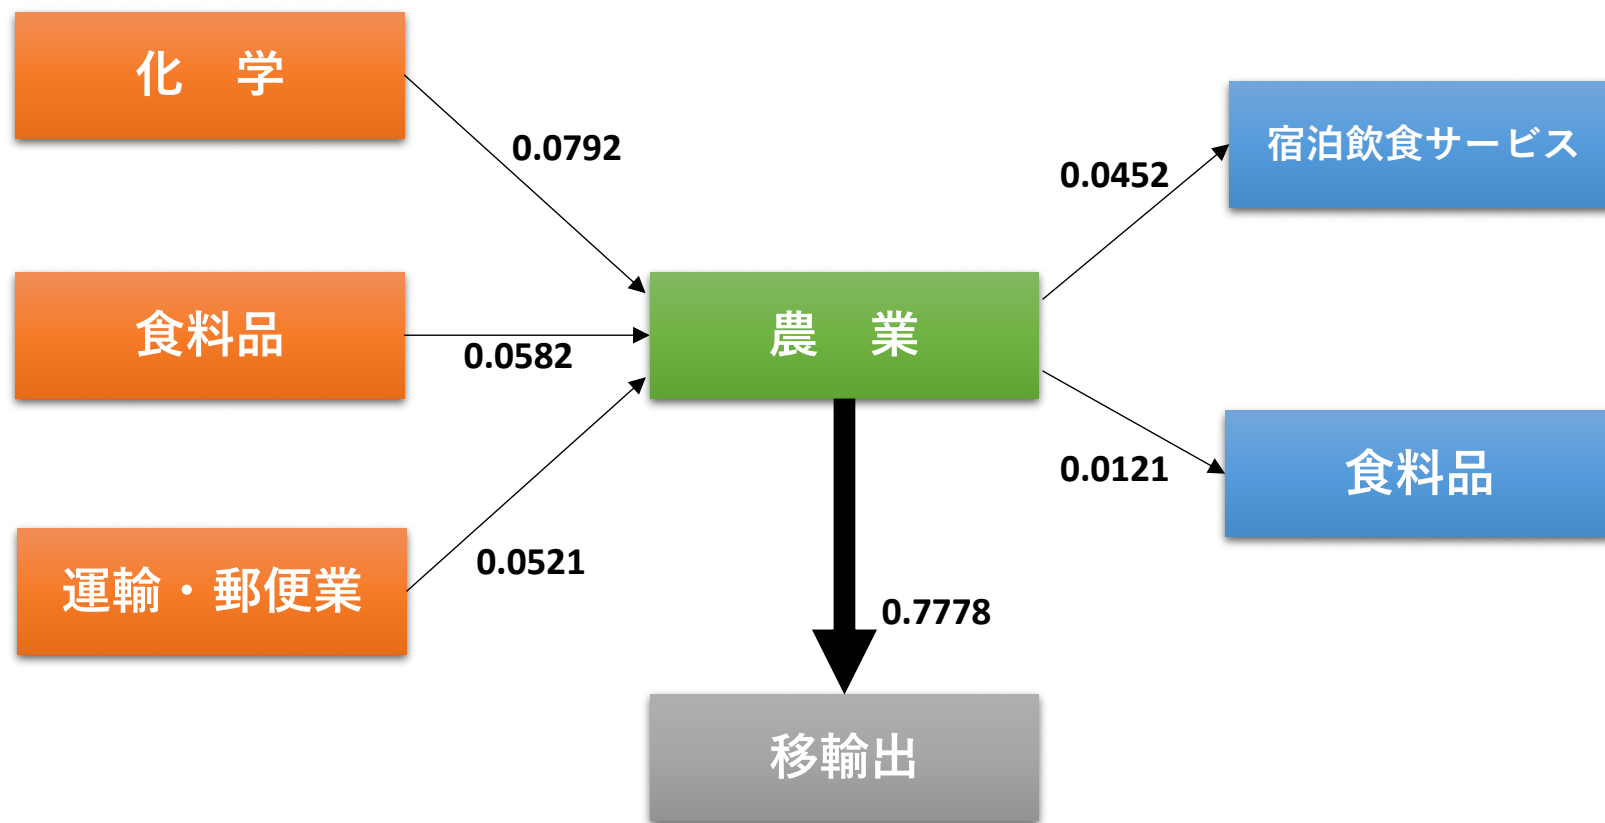 化　学
0.0792
宿泊飲食サービス
0.0452
食料品
0.0582
農　業
0.0121
食料品
運輸・郵便業
0.0521
0.7778
移輸出